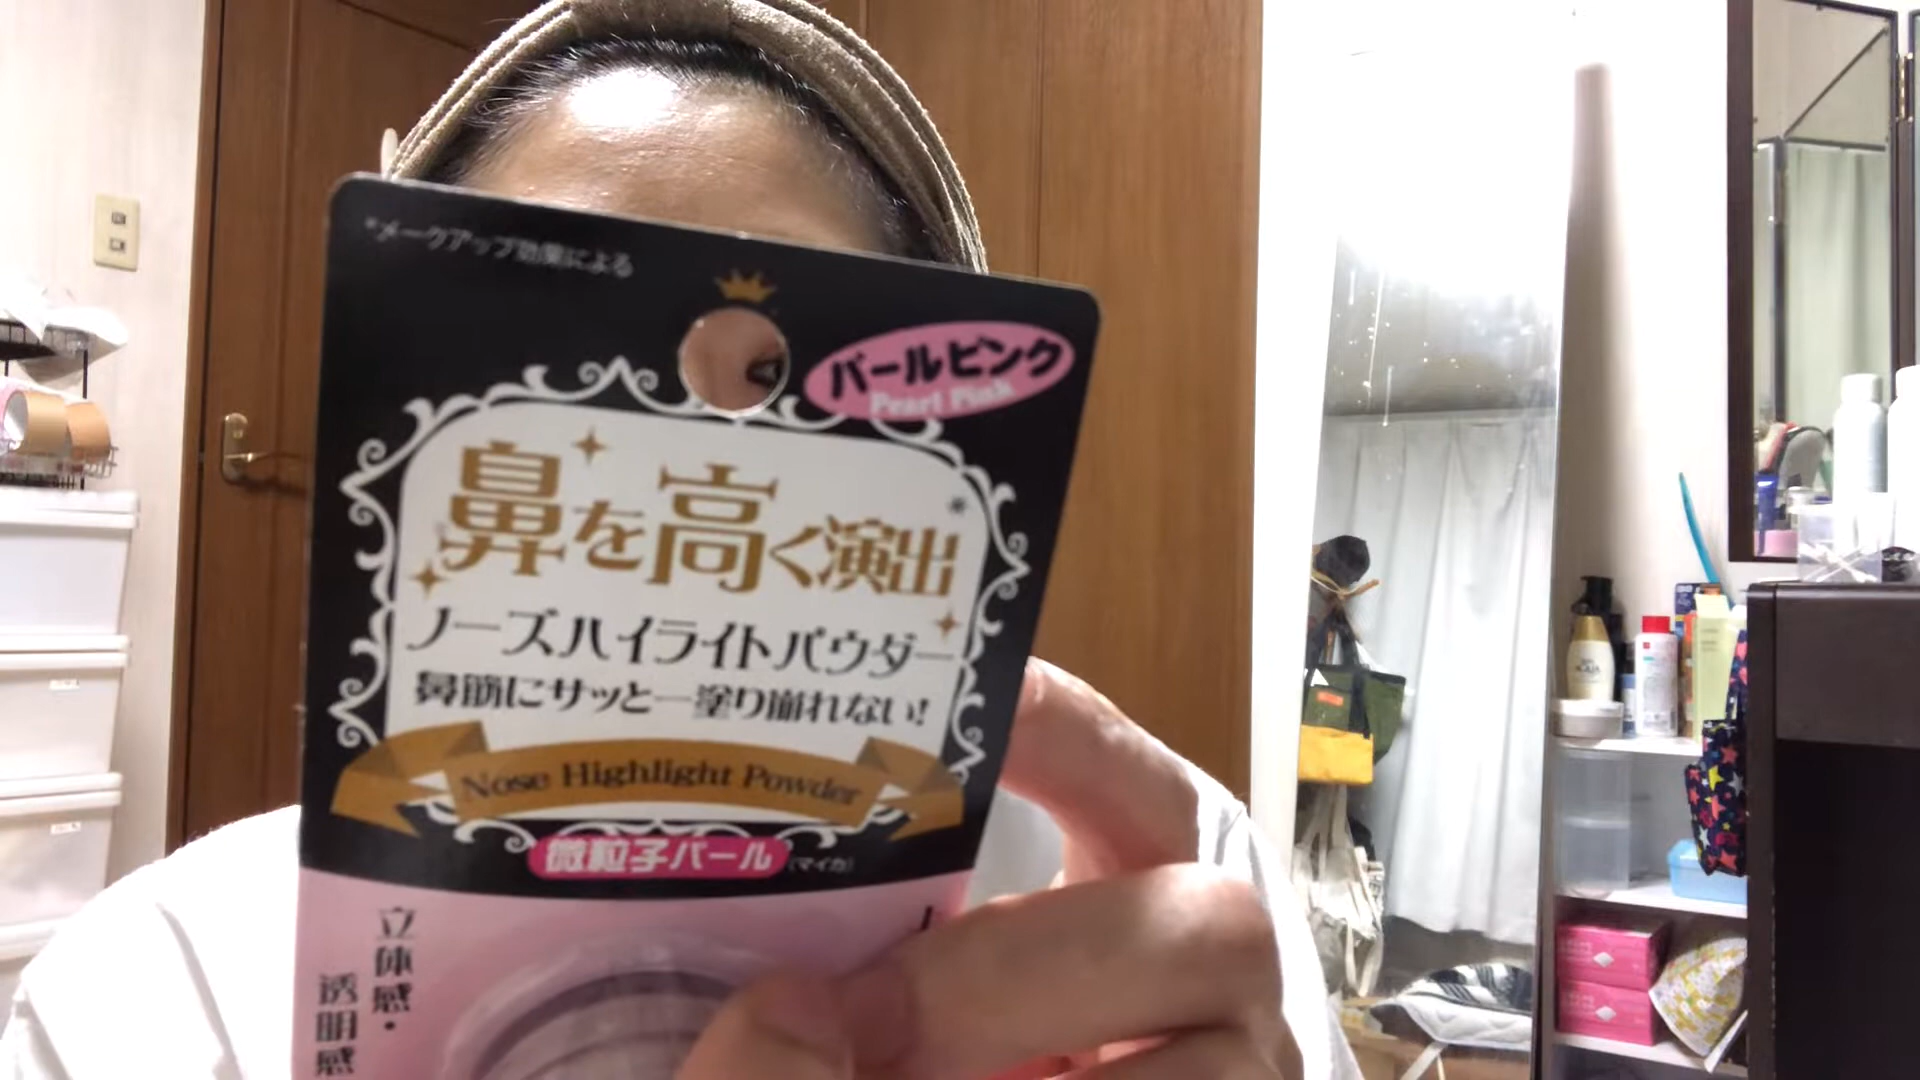 *メークアップ効果による
パールピンク
Pearl Pink
鼻を高く演出*
ノーズハイライトパウダー
鼻筋にサッと一塗り崩れない!
Nose Highlight Powder
微粒子パール(マイカ)
立体感・
透明感